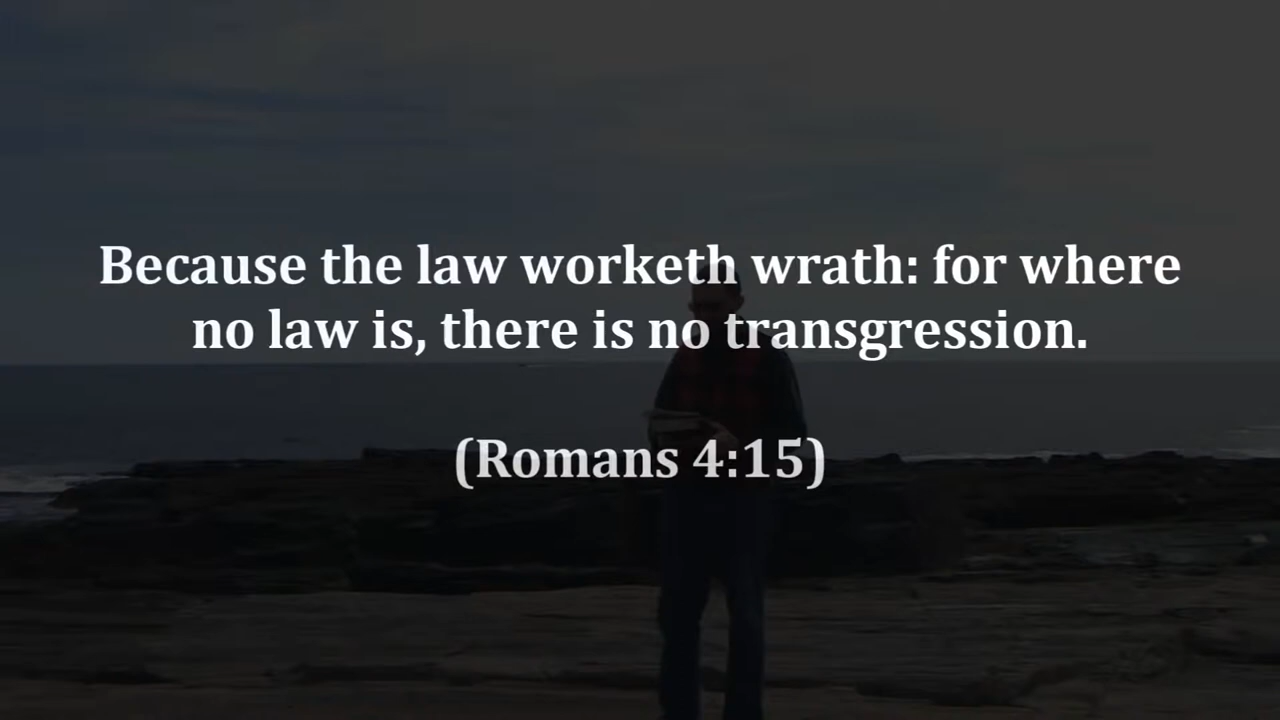 Because the law worketh wrath: for where
no law is, there is no transgression.
(Romans 4:15)